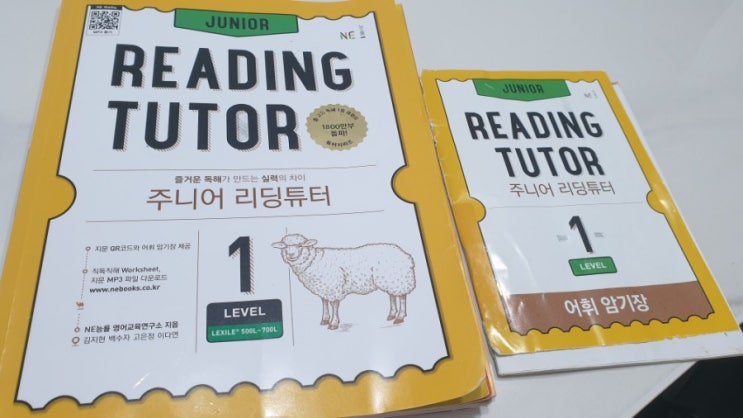 JUNIOR
NE
READING
TUTOR
1800만부
돌파!
즐거운 독해가 만드는 실력의 차이
주니어 리딩튜터
지문 QR코드와 어휘 암기장 제공
직독직해 Worksheet,
지문 MP3 파일 다운로드
www.nebooks.co.kr
NE능률 영어교육연구소 지음
김지현 백수자 고은정 이다연
1
LEVEL
LEXILE® 500L-700L
JUNIOR
READING
TUTOR
주니어 리딩튜터
1
LEVEL
어휘 암기장